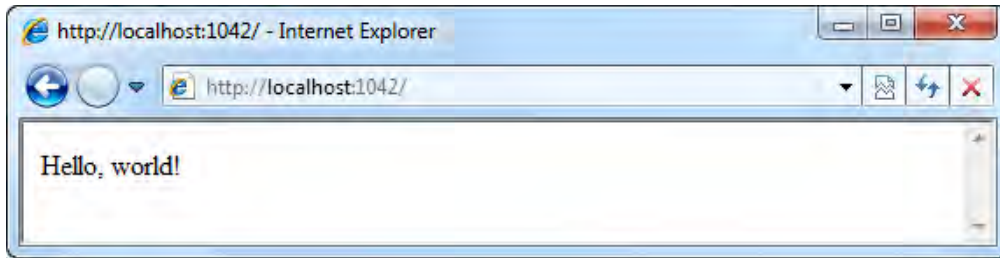 http://localhost:1042/ - Internet Explorer
http://localhost:1042/
Hello, world!